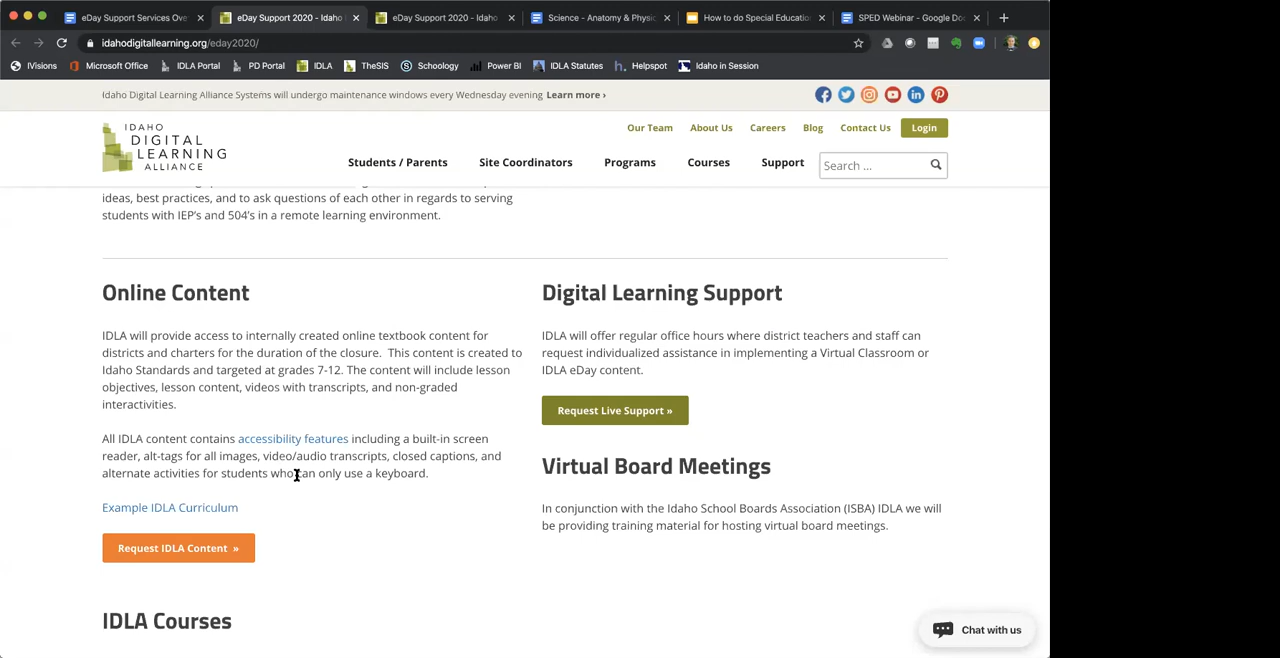 eDay Support Services Ove
eDay Support 2020 - Idaho
eDay Support 2020 - Idaho
Science - Anatomy & Physic
How to do Special Education
SPED Webinar - Google Doc
idahodigitallearning.org/eday2020/
IVisions
Microsoft Office
IDLA Portal
PD Portal
IDLA
TheSIS
Schoology
Power BI
IDLA Statutes
Helpspot
Idaho in Session
Idaho Digital Learning Alliance Systems will undergo maintenance windows every Wednesday evening Learn more ›
IDAHO
DIGITAL
LEARNING
ALLIANCE
Our Team
About Us
Careers
Blog
Contact Us
Login
Students / Parents
Site Coordinators
Programs
Courses
Support
Search ...
ideas, best practices, and to ask questions of each other in regards to serving
students with IEP's and 504's in a remote learning environment.
Online Content
IDLA will provide access to internally created online textbook content for
districts and charters for the duration of the closure. This content is created to
Idaho Standards and targeted at grades 7-12. The content will include lesson
objectives, lesson content, videos with transcripts, and non-graded
interactivities.
All IDLA content contains accessibility features including a built-in screen
reader, alt-tags for all images, video/audio transcripts, closed captions, and
alternate activities for students who can only use a keyboard.
Example IDLA Curriculum
Request IDLA Content »
IDLA Courses
Digital Learning Support
IDLA will offer regular office hours where district teachers and staff can
request individualized assistance in implementing a Virtual Classroom or
IDLA eDay content.
Request Live Support »
Virtual Board Meetings
In conjunction with the Idaho School Boards Association (ISBA) IDLA we will
be providing training material for hosting virtual board meetings.
Chat with us